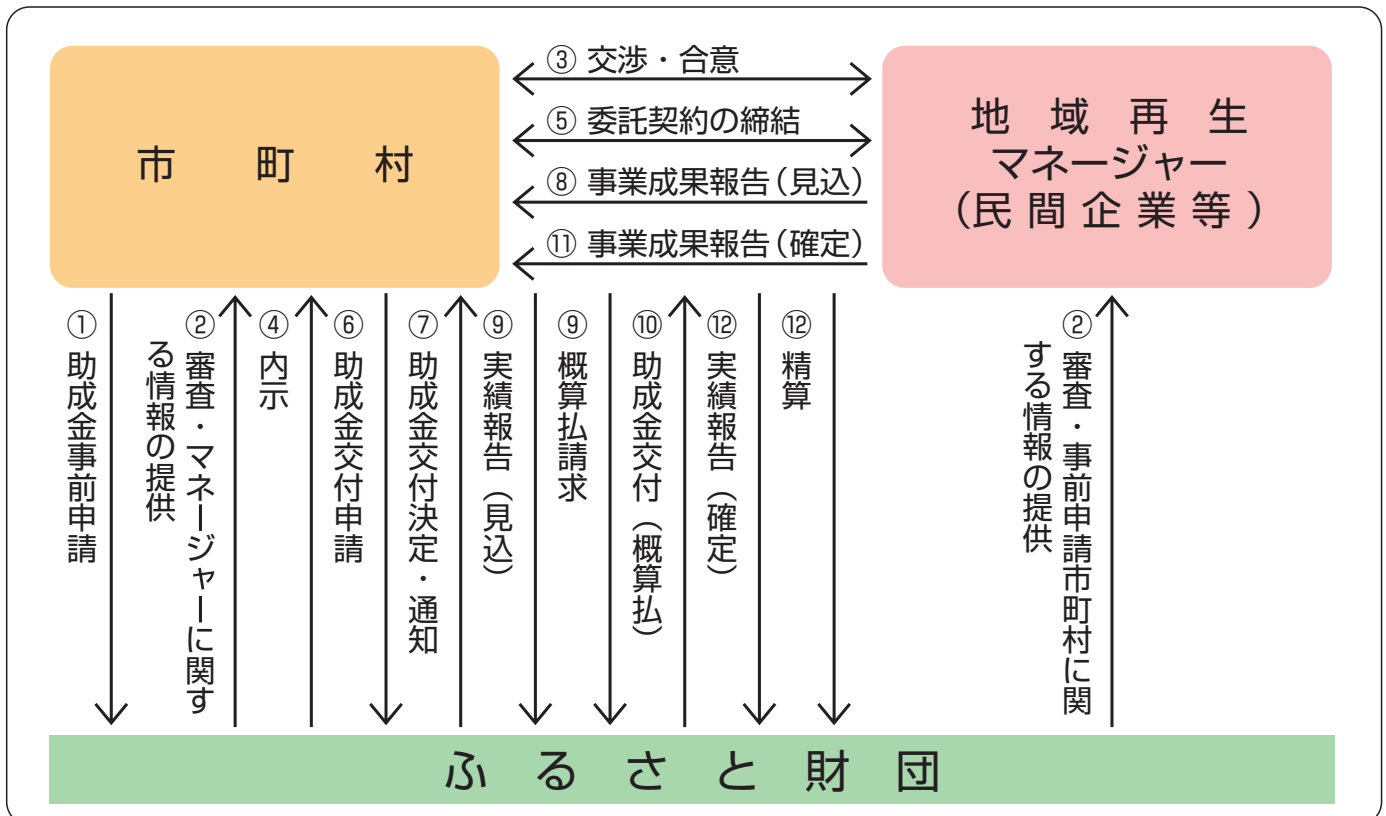 市町村
③ 交渉・合意
⑤ 委託契約の締結
⑧ 事業成果報告（見込）
⑪ 事業成果報告（確定）
地域再生
マネージャー
（民間企業等）
① 助成金事前申請
② 審査・マネージャーに関す
る情報の提供
④ 内示
⑥ 助成金交付申請
⑦ 助成金交付決定・通知
⑨ 実績報告（見込）
⑨ 概算払請求
⑩ 助成金交付（概算払）
⑫ 実績報告（確定）
⑫ 精算
② 審査・事前申請市町村に関
する情報の提供
ふるさと財団